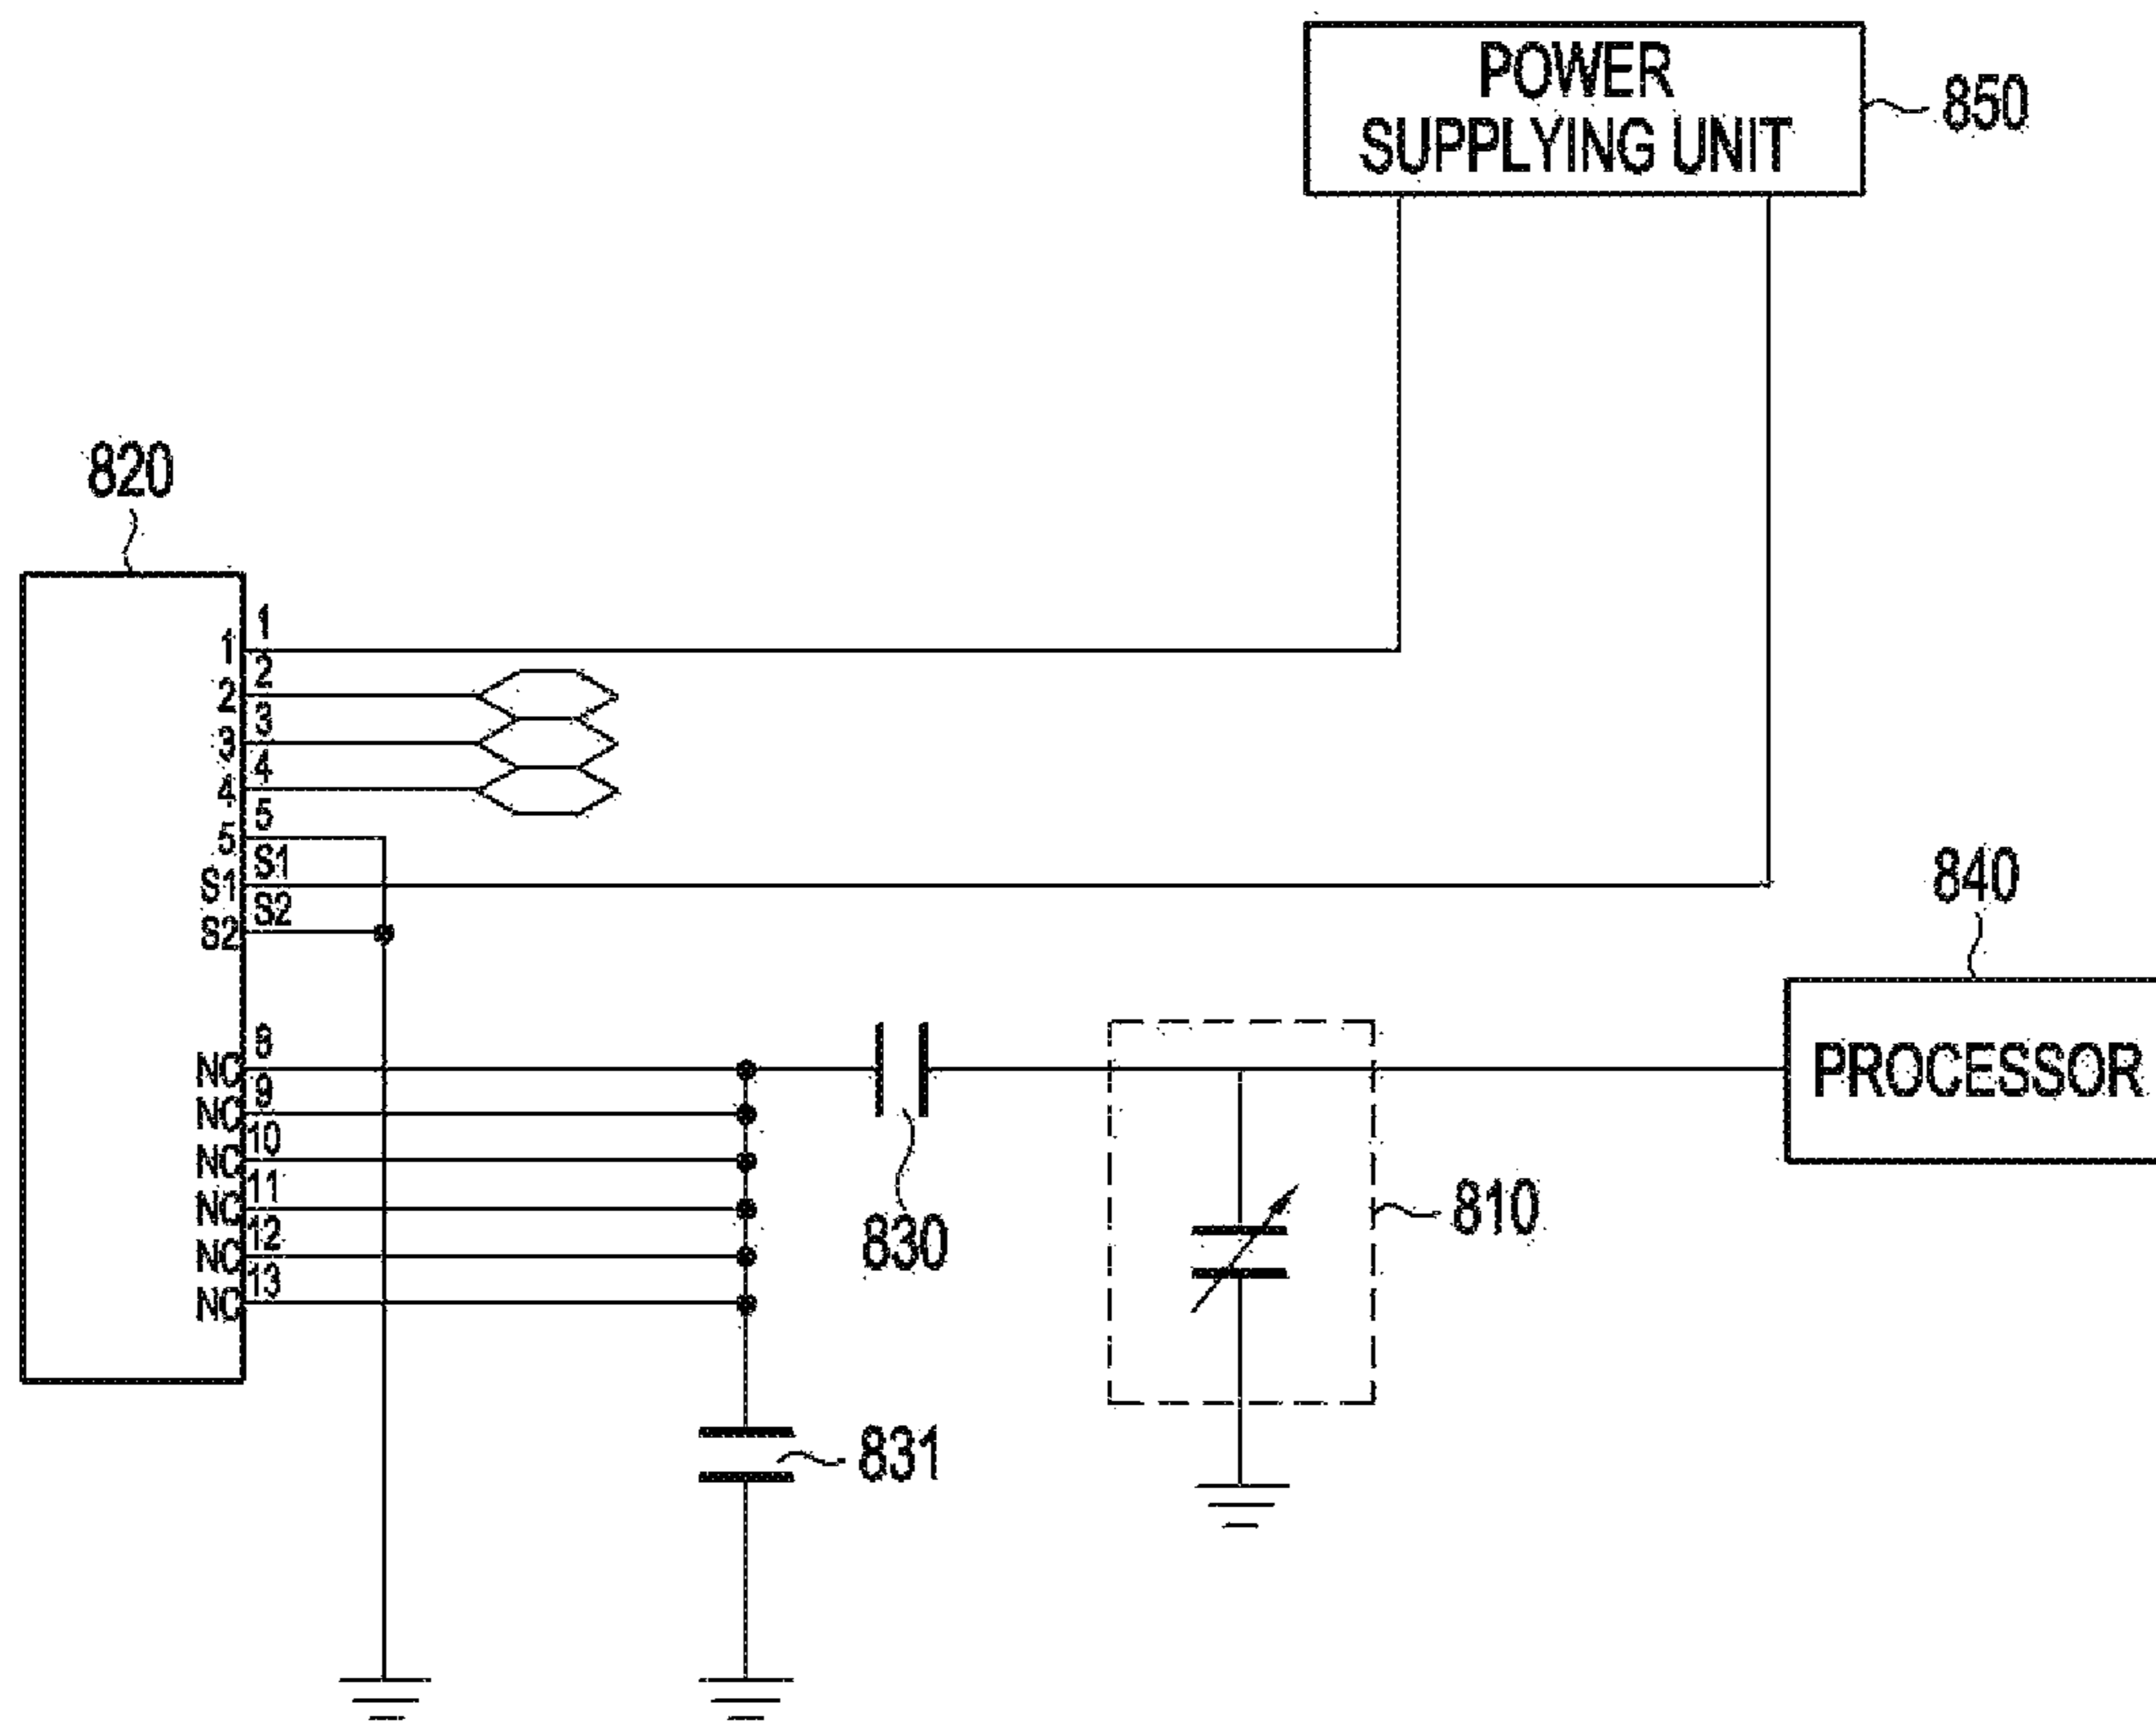 POWER
SUPPLYING UNIT
850
820
1 1
2 2
3 3
4 4
5 5
S1 S1
S2 S2
840
PROCESSOR
NC 8
NC 9
NC 10
NC 11
NC 12
NC 13
830
810
831